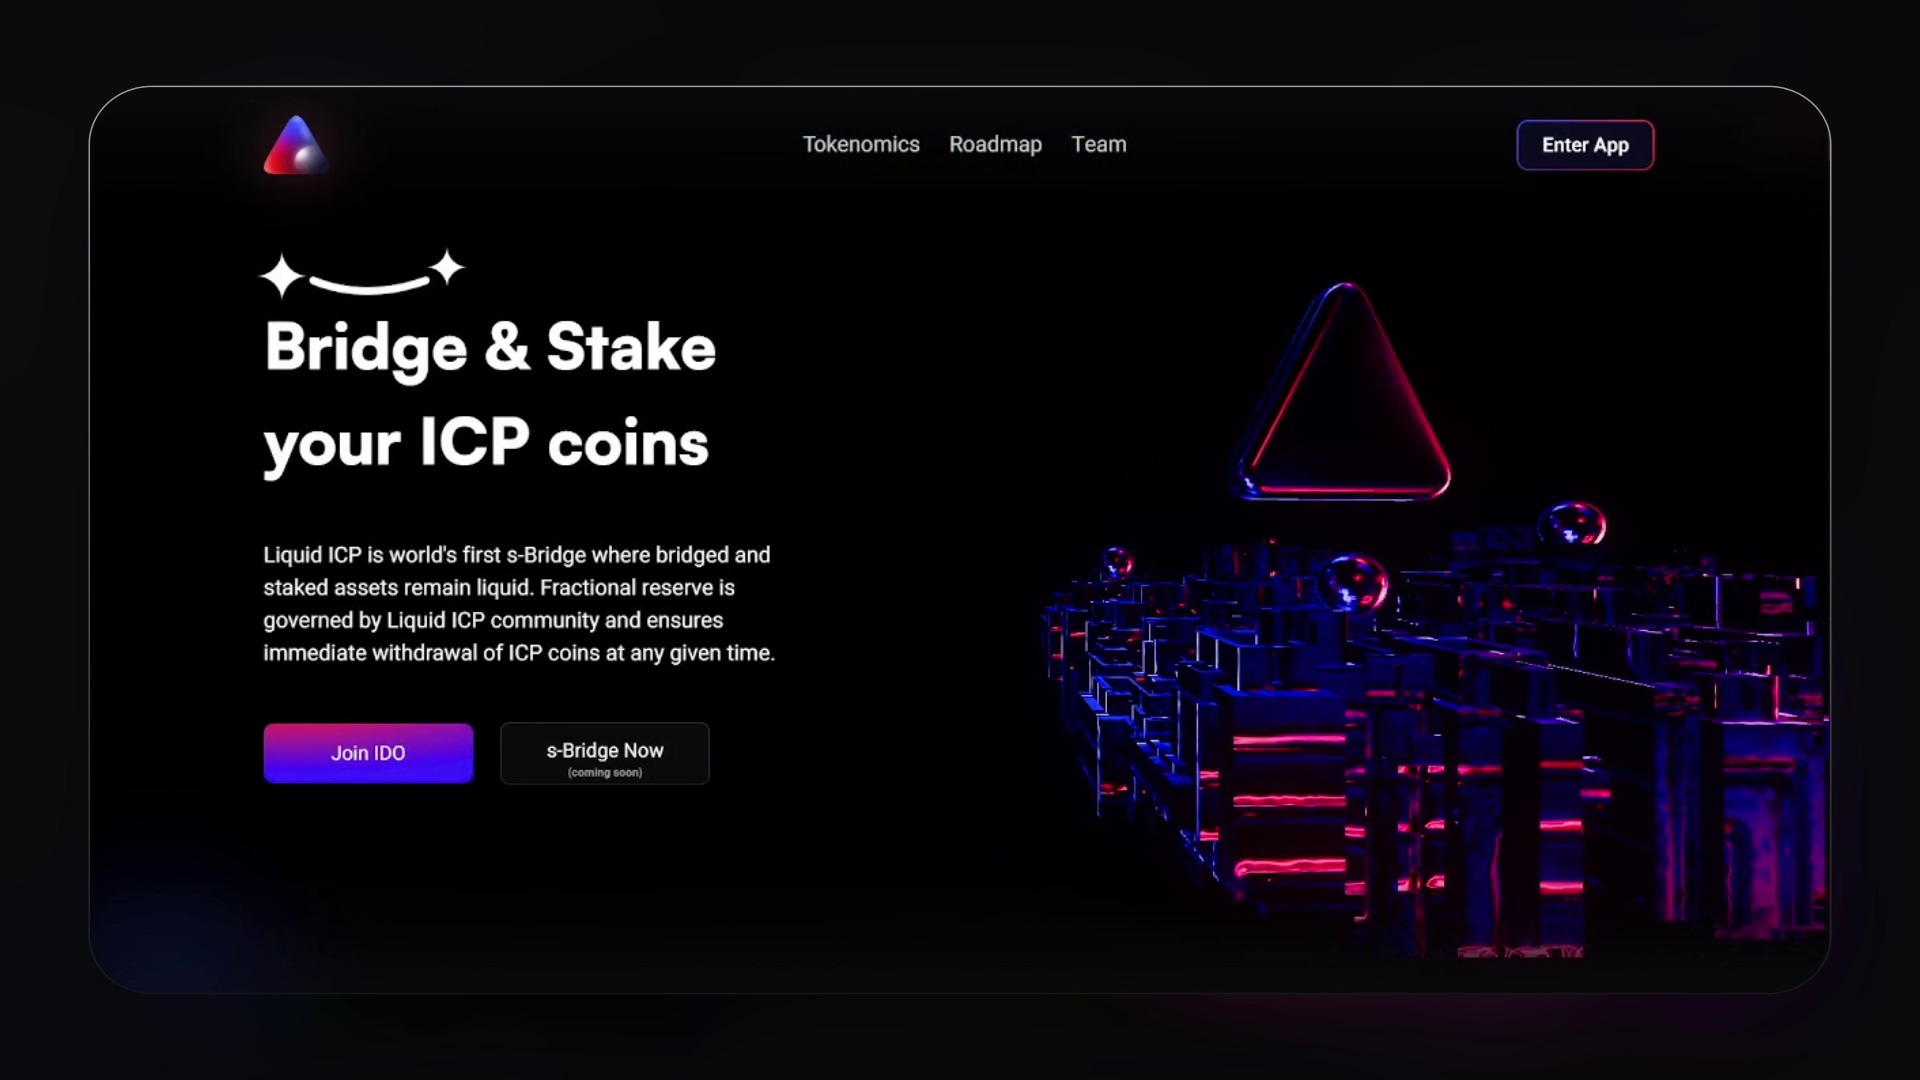 Tokenomics Roadmap Team
Enter App
Bridge & Stake
your ICP coins
Liquid ICP is world's first s-Bridge where bridged and
staked assets remain liquid. Fractional reserve is
governed by Liquid ICP community and ensures
immediate withdrawal of ICP coins at any given time.
Join IDO
s-Bridge Now
(coming soon)